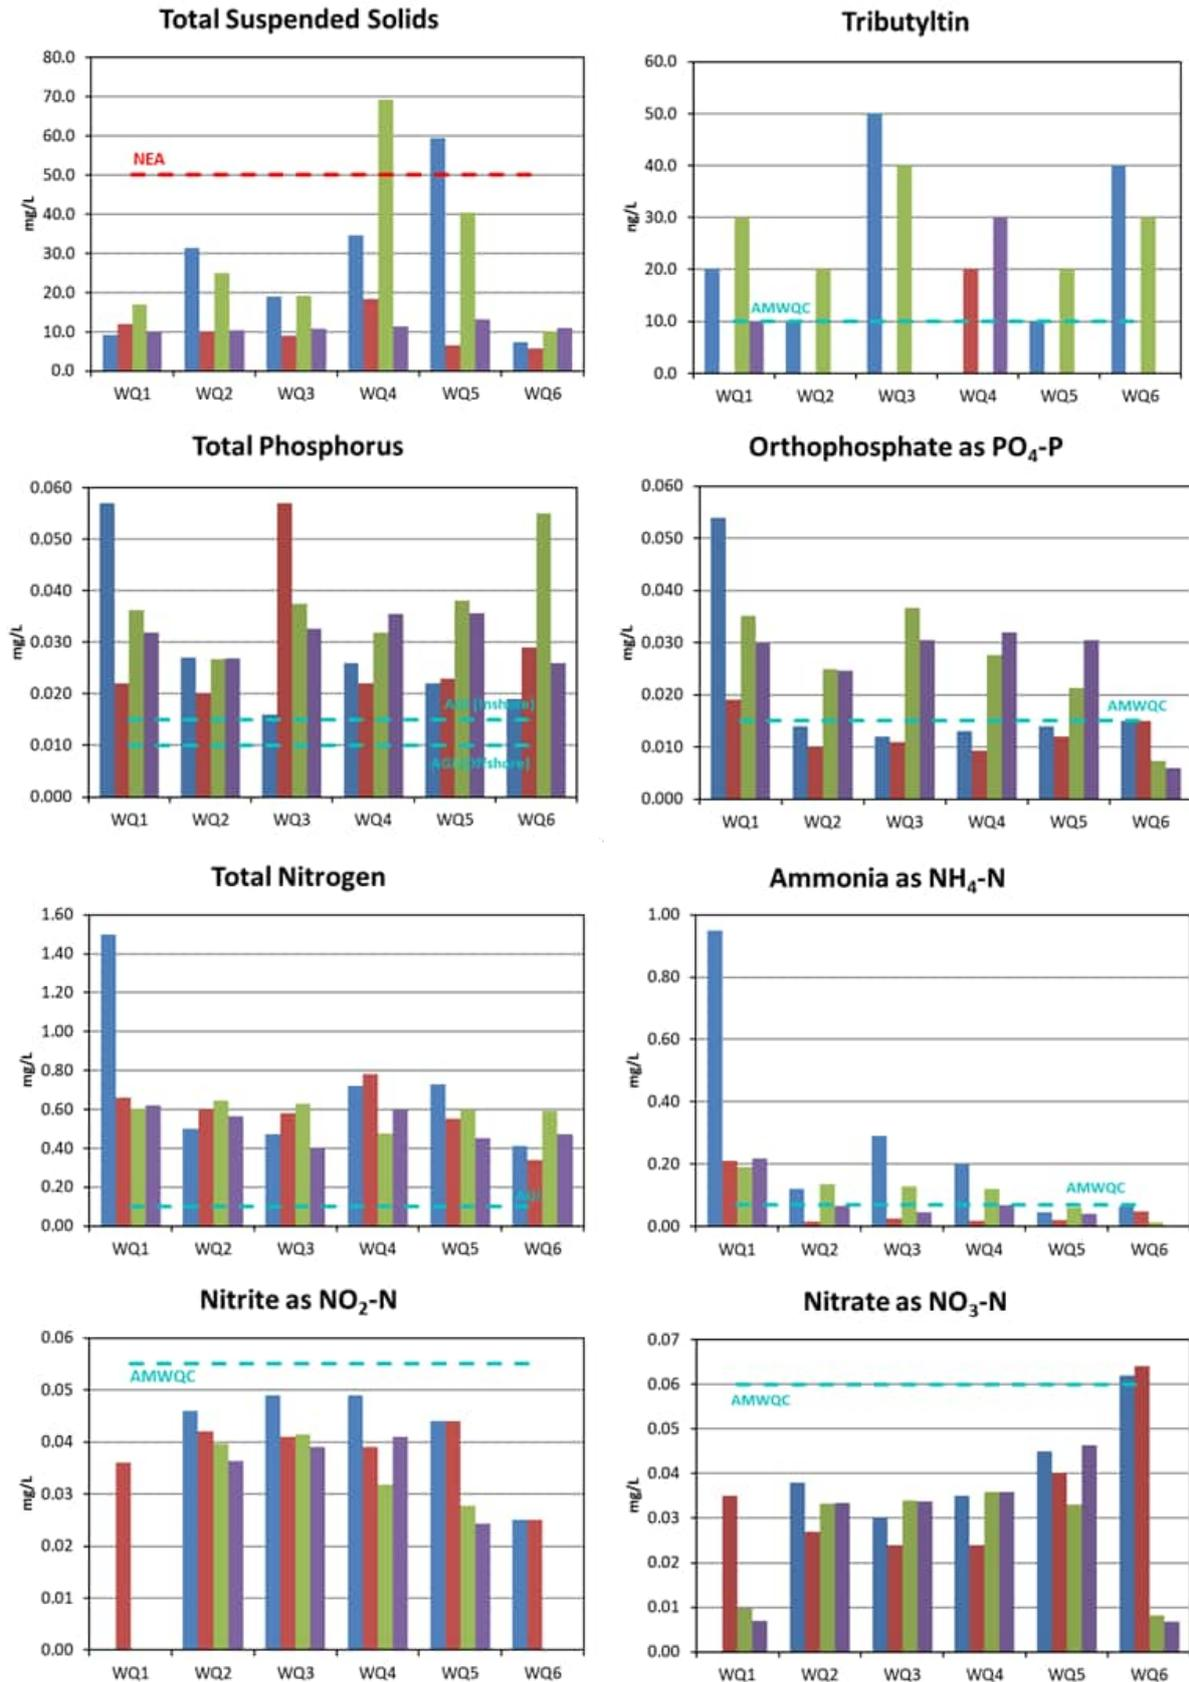 Total Suspended Solids
80.0
70.0
60.0
50.0
40.0
30.0
20.0
10.0
0.0
mg/L
NEA
WQ1 WQ2 WQ3 WQ4 WQ5 WQ6
Tributyltin
60.0
50.0
40.0
30.0
20.0
10.0
0.0
ng/L
AMWQC
WQ1 WQ2 WQ3 WQ4 WQ5 WQ6
Total Phosphorus
0.060
0.050
0.040
0.030
0.020
0.010
0.000
mg/L
(Inshore)
WQ1 WQ2 WQ3 WQ4 WQ5 WQ6
Orthophosphate as PO₄-P
0.060
0.050
0.040
0.030
0.020
0.010
0.000
mg/L
AMWQC
WQ1 WQ2 WQ3 WQ4 WQ5 WQ6
Total Nitrogen
1.60
1.40
1.20
1.00
0.80
0.60
0.40
0.20
0.00
mg/L
WQ1 WQ2 WQ3 WQ4 WQ5 WQ6
Ammonia as NH₄-N
1.00
0.80
0.60
0.40
0.20
0.00
mg/L
AMWQC
WQ1 WQ2 WQ3 WQ4 WQ5 WQ6
Nitrite as NO₂-N
0.06
0.05
0.04
0.03
0.02
0.01
0.00
mg/L
AMWQC
WQ1 WQ2 WQ3 WQ4 WQ5 WQ6
Nitrate as NO₃-N
0.07
0.06
0.05
0.04
0.03
0.02
0.01
0.00
mg/L
AMWQC
WQ1 WQ2 WQ3 WQ4 WQ5 WQ6